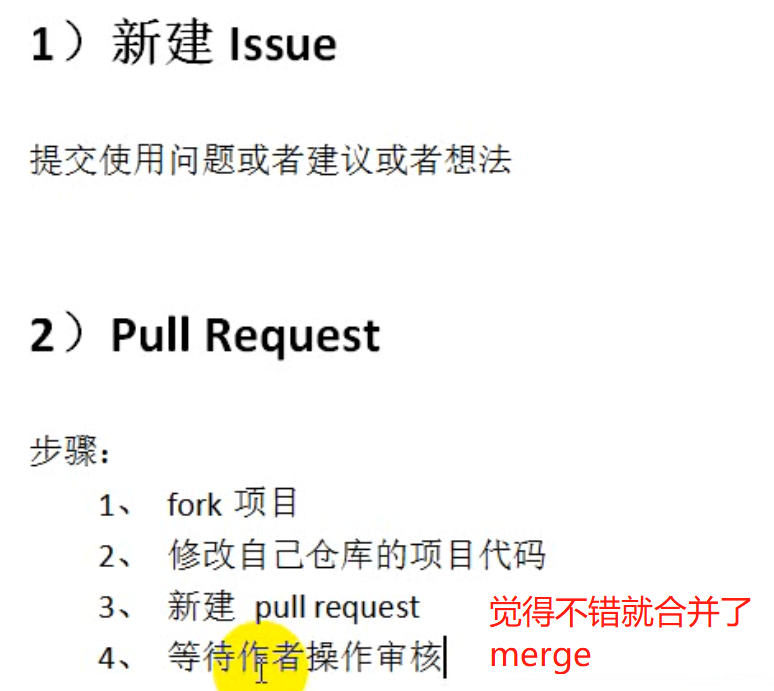 1）新建 Issue
提交使用问题或者建议或者想法
2）Pull Request
步骤：
1、 fork 项目
2、 修改自己仓库的项目代码
3、 新建 pull request
4、 等待作者操作审核
觉得不错就合并了
merge